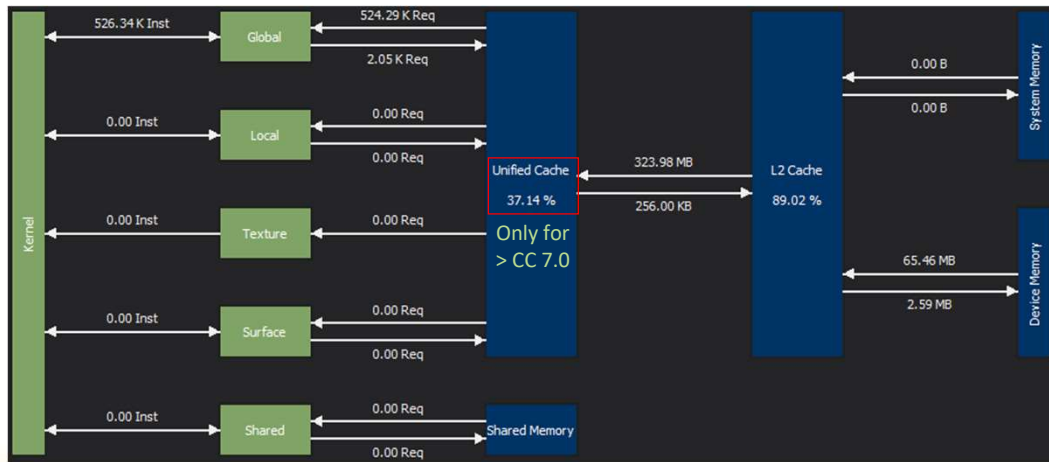 524.29 K Req
526.34 K Inst
Global
2.05 K Req
0.00 B
0.00 B
System Memory
0.00 Req
0.00 Inst
Local
0.00 Req
Unified Cache
37.14 %
323.98 MB
256.00 KB
L2 Cache
89.02 %
Kernel
0.00 Inst
Texture
0.00 Req
Only for
> CC 7.0
65.46 MB
2.59 MB
Device Memory
0.00 Req
0.00 Inst
Surface
0.00 Req
0.00 Req
0.00 Inst
Shared
0.00 Req
Shared Memory